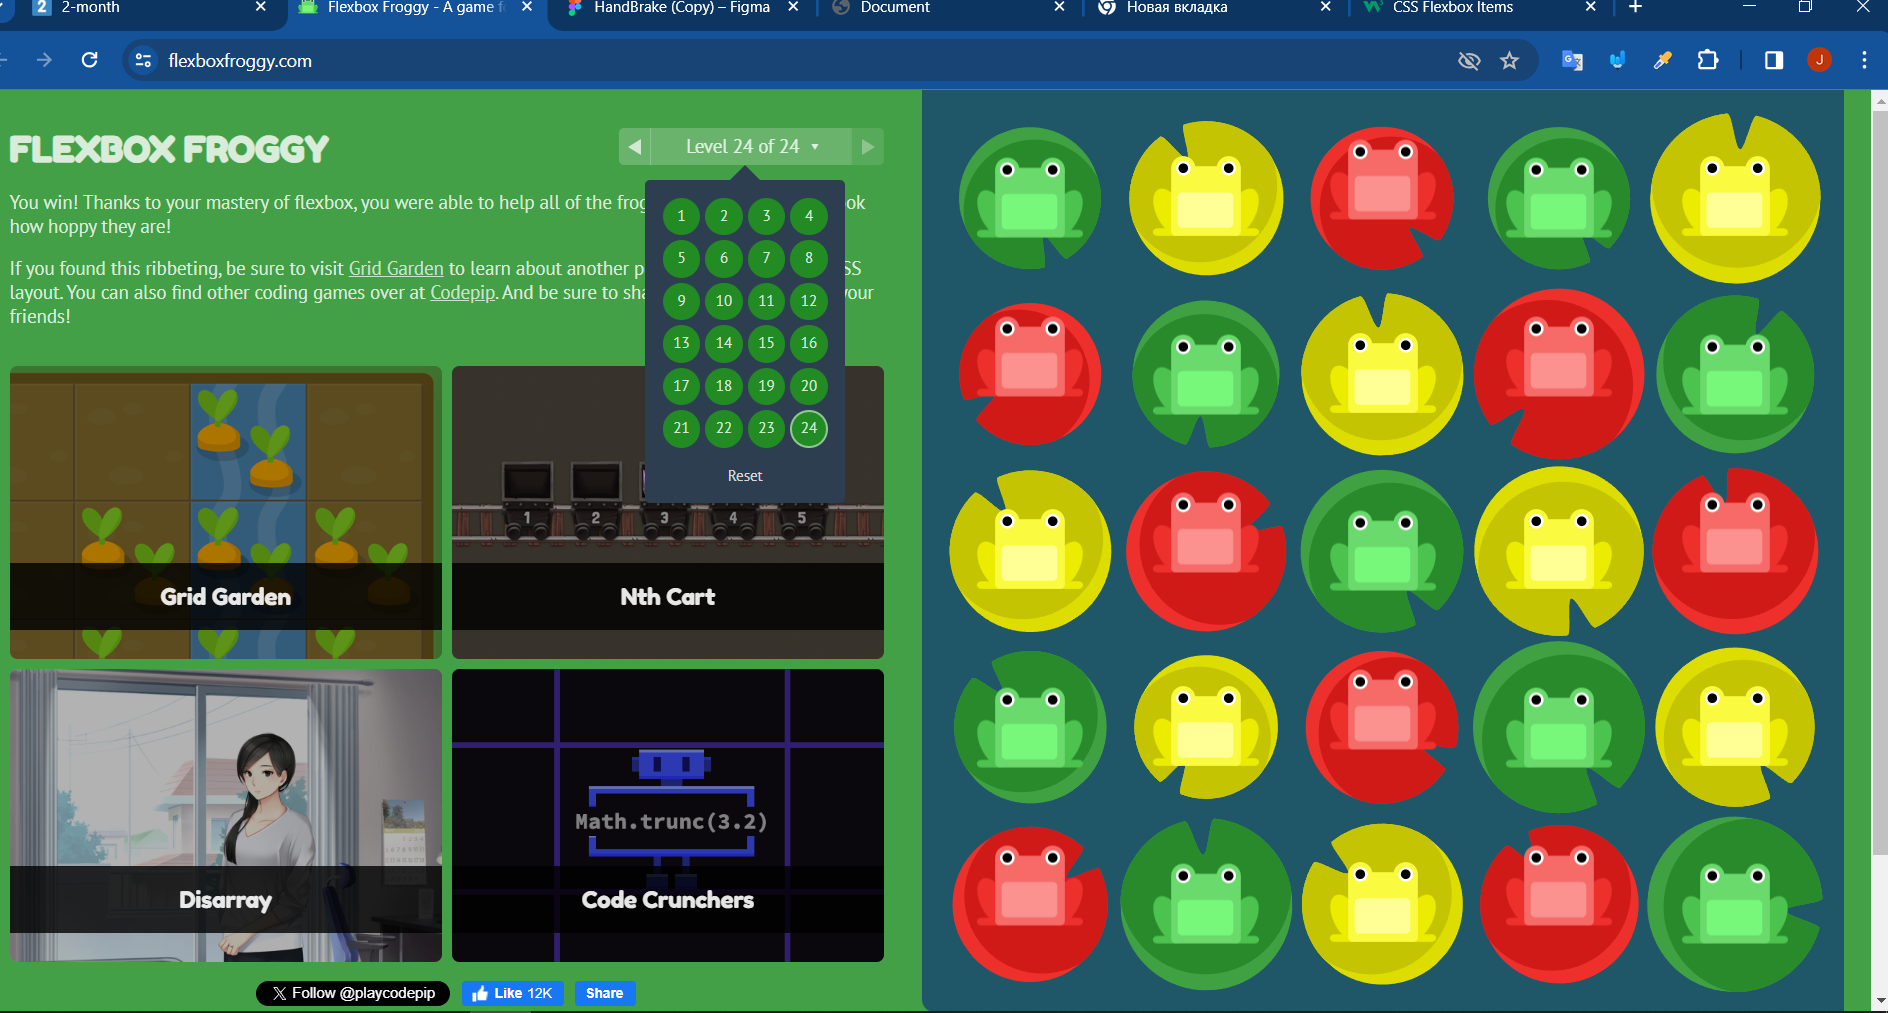 2 2-month
Flexbox Froggy - A game fo
HandBrake (Copy) – Figma
Document
Новая вкладка
CSS Flexbox Items
flexboxfroggy.com
J
FLEXBOX FROGGY
Level 24 of 24
You win! Thanks to your mastery of flexbox, you were able to help all of the frog ok
how hoppy they are!
If you found this ribbeting, be sure to visit Grid Garden to learn about another p SS
layout. You can also find other coding games over at Codepip. And be sure to sha your
friends!
1 2 3 4
5 6 7 8
9 10 11 12
13 14 15 16
17 18 19 20
21 22 23 24
Reset
1 2 3 4 5
Grid Garden
Nth Cart
Math.trunc(3.2)
Disarray
Code Crunchers
Follow @playcodepip
Like 12K
Share